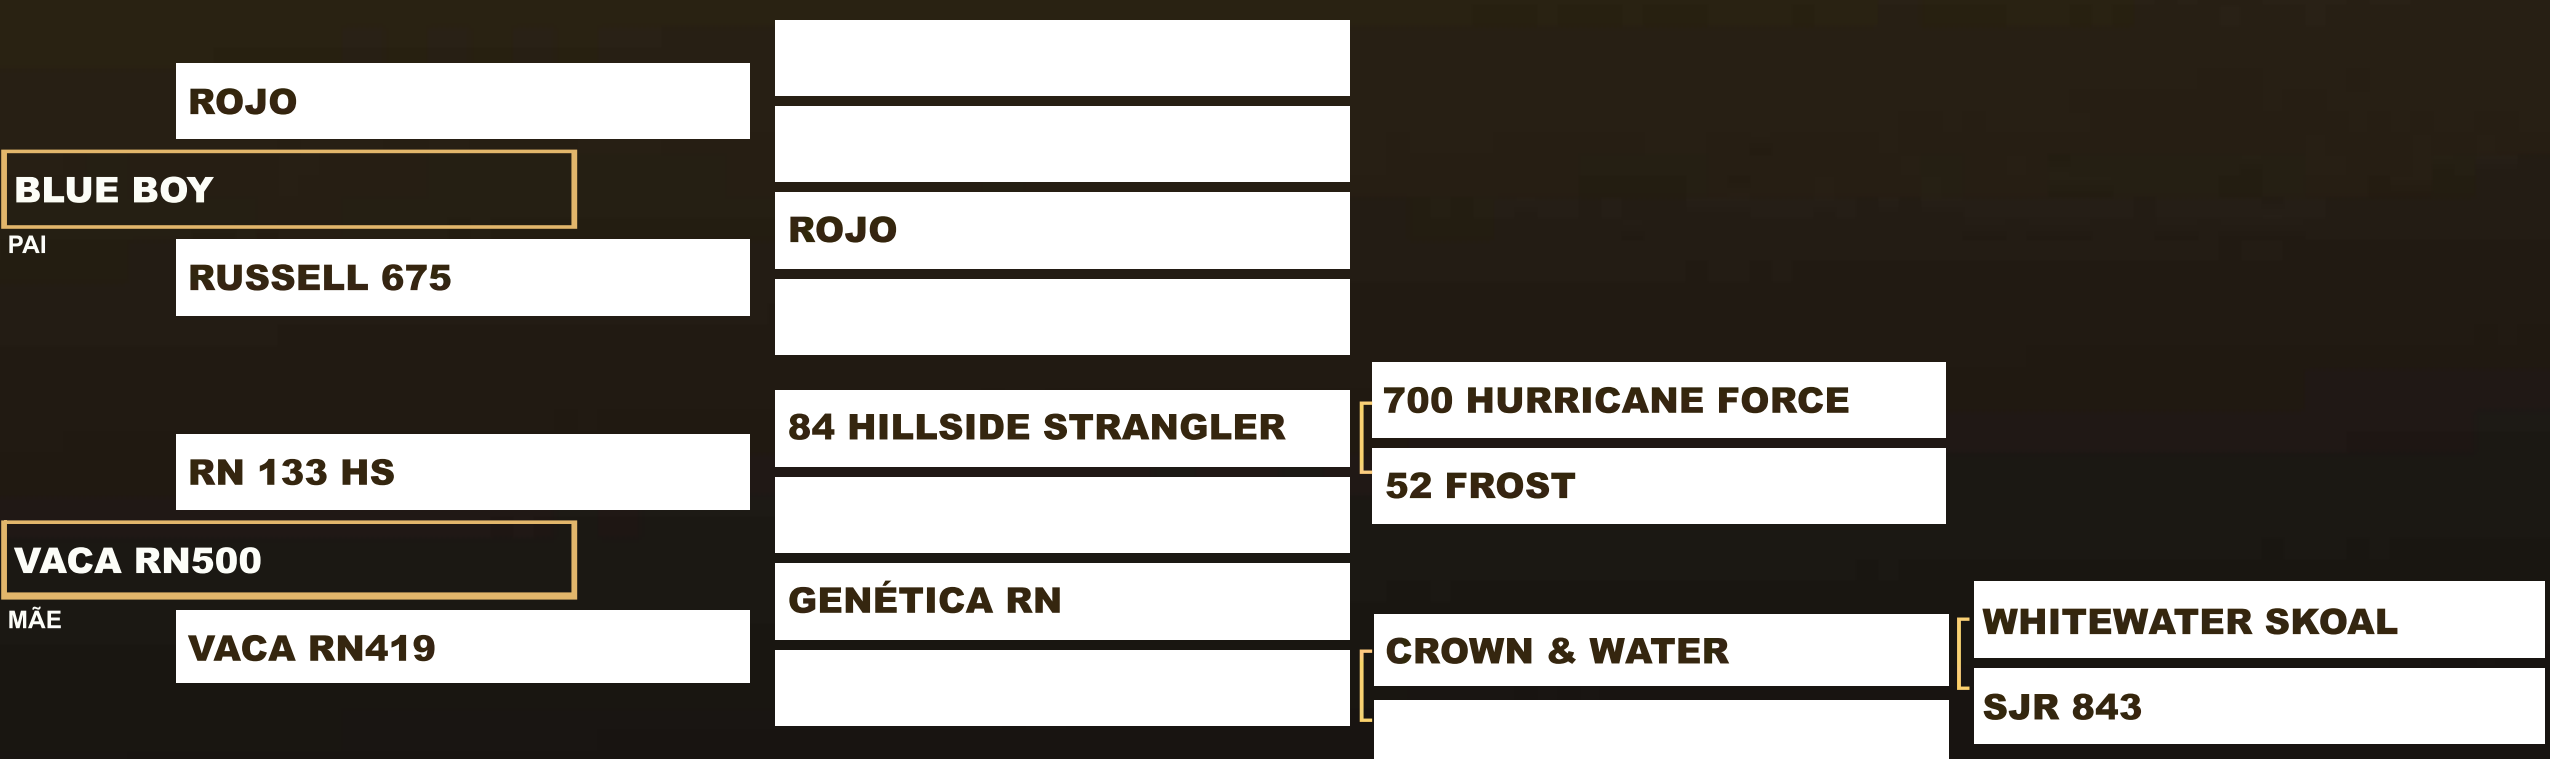 ROJO
BLUE BOY
PAI
RUSSELL 675
ROJO
RN 133 HS
VACA RN500
MÃE
VACA RN419
84 HILLSIDE STRANGLER
GENÉTICA RN
700 HURRICANE FORCE
52 FROST
CROWN & WATER
WHITEWATER SKOAL
SJR 843